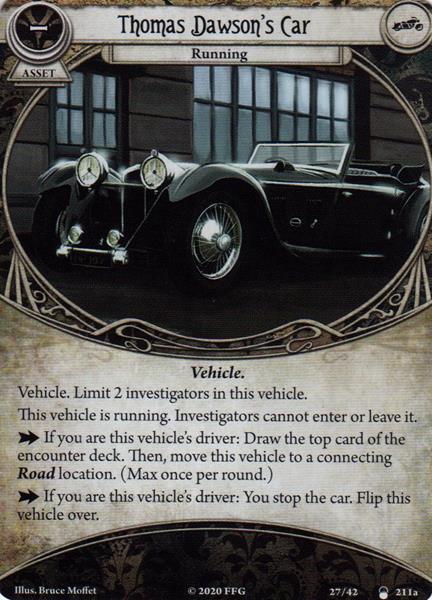 Thomas Dawson's Car
ASSET
Running
Vehicle.
Vehicle. Limit 2 investigators in this vehicle.
This vehicle is running. Investigators cannot enter or leave it.
If you are this vehicle's driver: Draw the top card of the
encounter deck. Then, move this vehicle to a connecting
Road location. (Max once per round.)
If you are this vehicle's driver: You stop the car. Flip this
vehicle over.
Illus. Bruce Moffet © 2020 FFG 27/42 211a